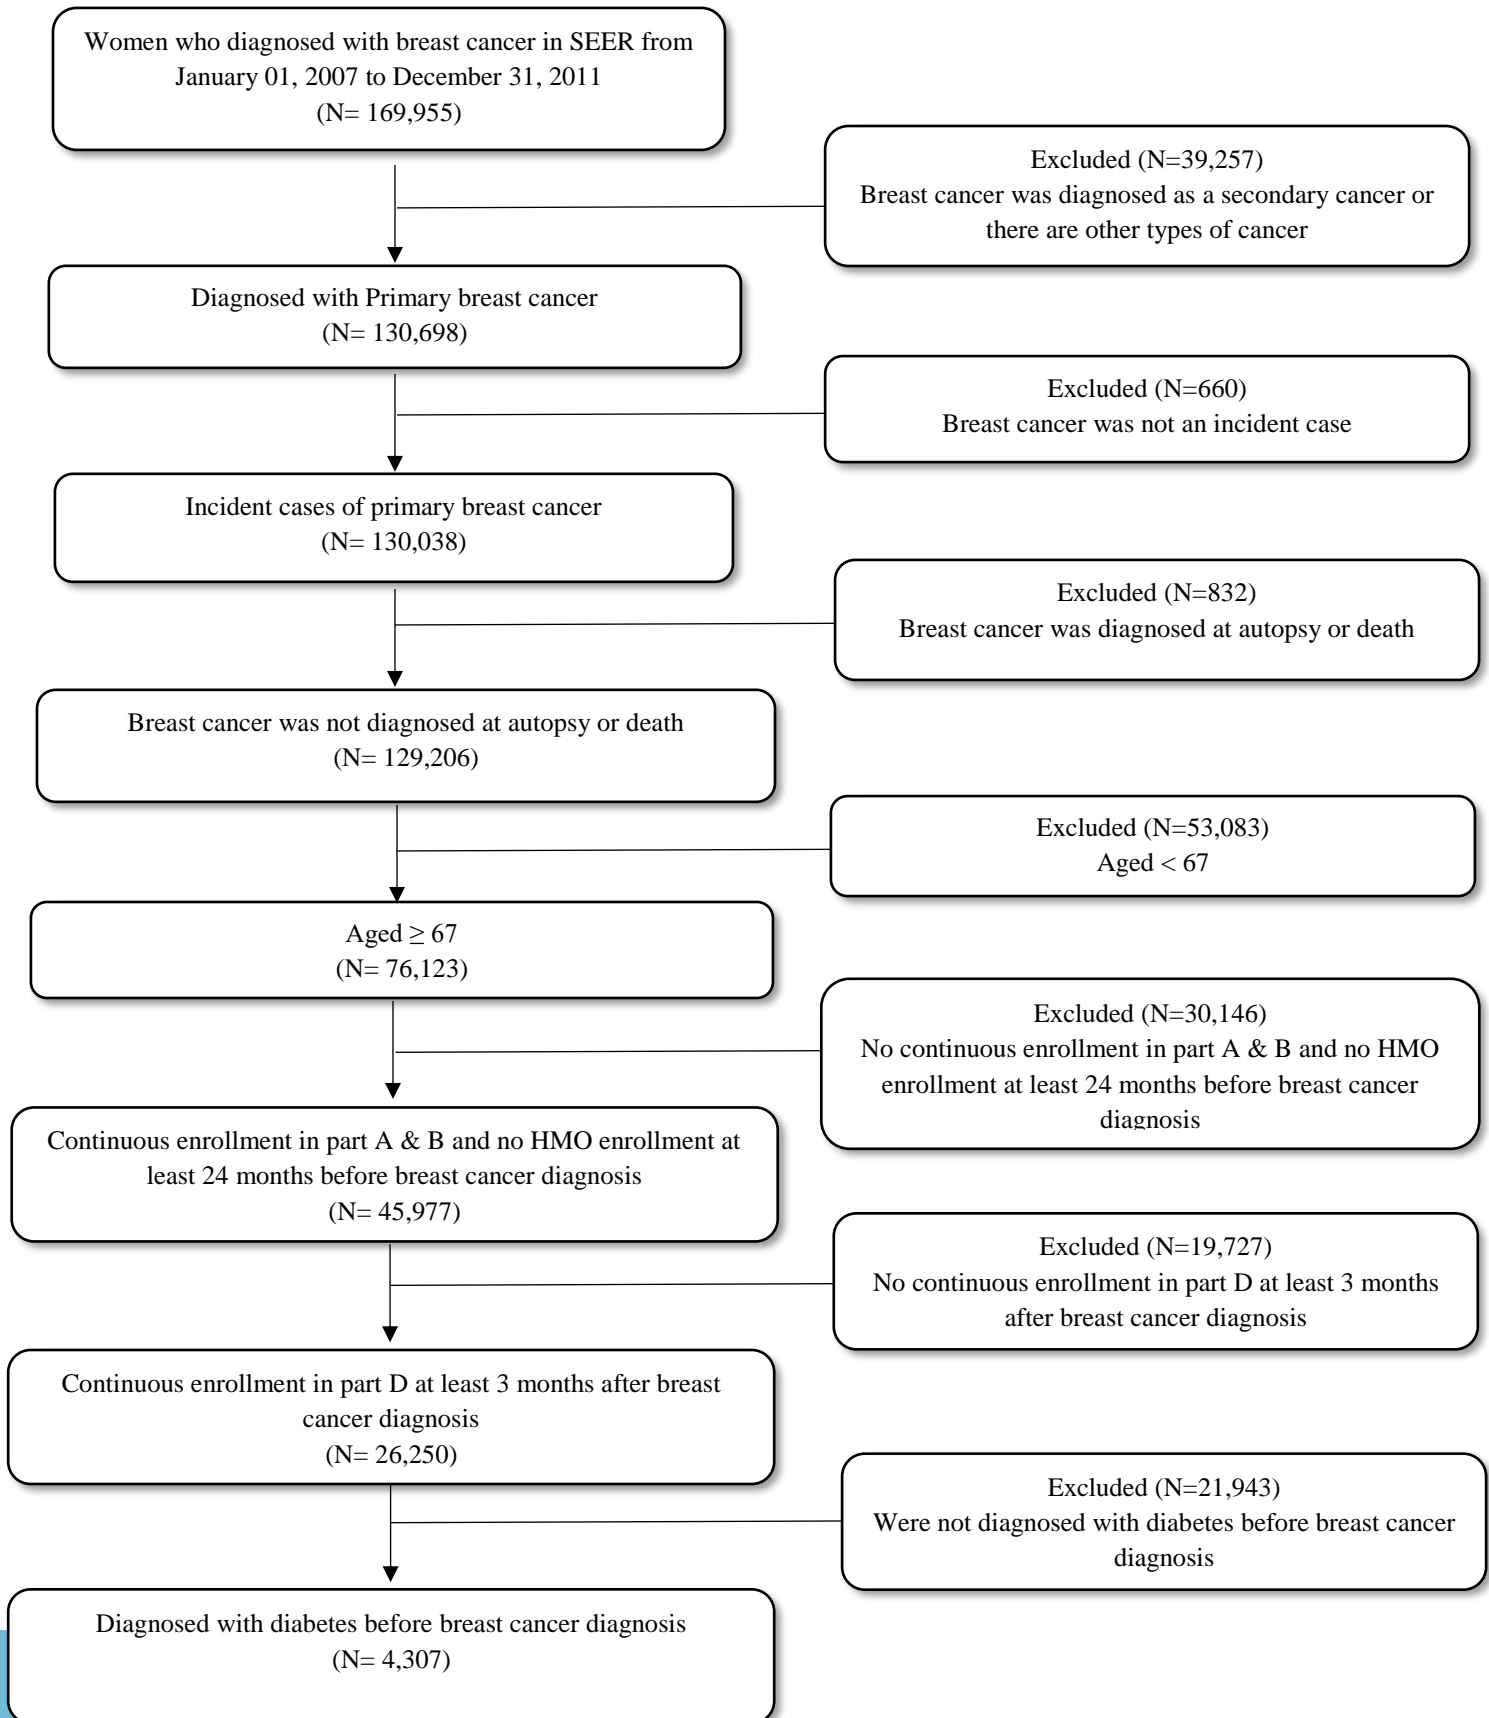 Women who diagnosed with breast cancer in SEER from
January 01, 2007 to December 31, 2011
(N= 169,955)
Excluded (N=39,257)
Breast cancer was diagnosed as a secondary cancer or
there are other types of cancer
Diagnosed with Primary breast cancer
(N= 130,698)
Excluded (N=660)
Breast cancer was not an incident case
Incident cases of primary breast cancer
(N= 130,038)
Excluded (N=832)
Breast cancer was diagnosed at autopsy or death
Breast cancer was not diagnosed at autopsy or death
(N= 129,206)
Excluded (N=53,083)
Aged < 67
Aged ≥ 67
(N= 76,123)
Excluded (N=30,146)
No continuous enrollment in part A & B and no HMO
enrollment at least 24 months before breast cancer
diagnosis
Continuous enrollment in part A & B and no HMO enrollment at
least 24 months before breast cancer diagnosis
(N= 45,977)
Excluded (N=19,727)
No continuous enrollment in part D at least 3 months
after breast cancer diagnosis
Continuous enrollment in part D at least 3 months after breast
cancer diagnosis
(N= 26,250)
Excluded (N=21,943)
Were not diagnosed with diabetes before breast cancer
diagnosis
Diagnosed with diabetes before breast cancer diagnosis
(N= 4,307)